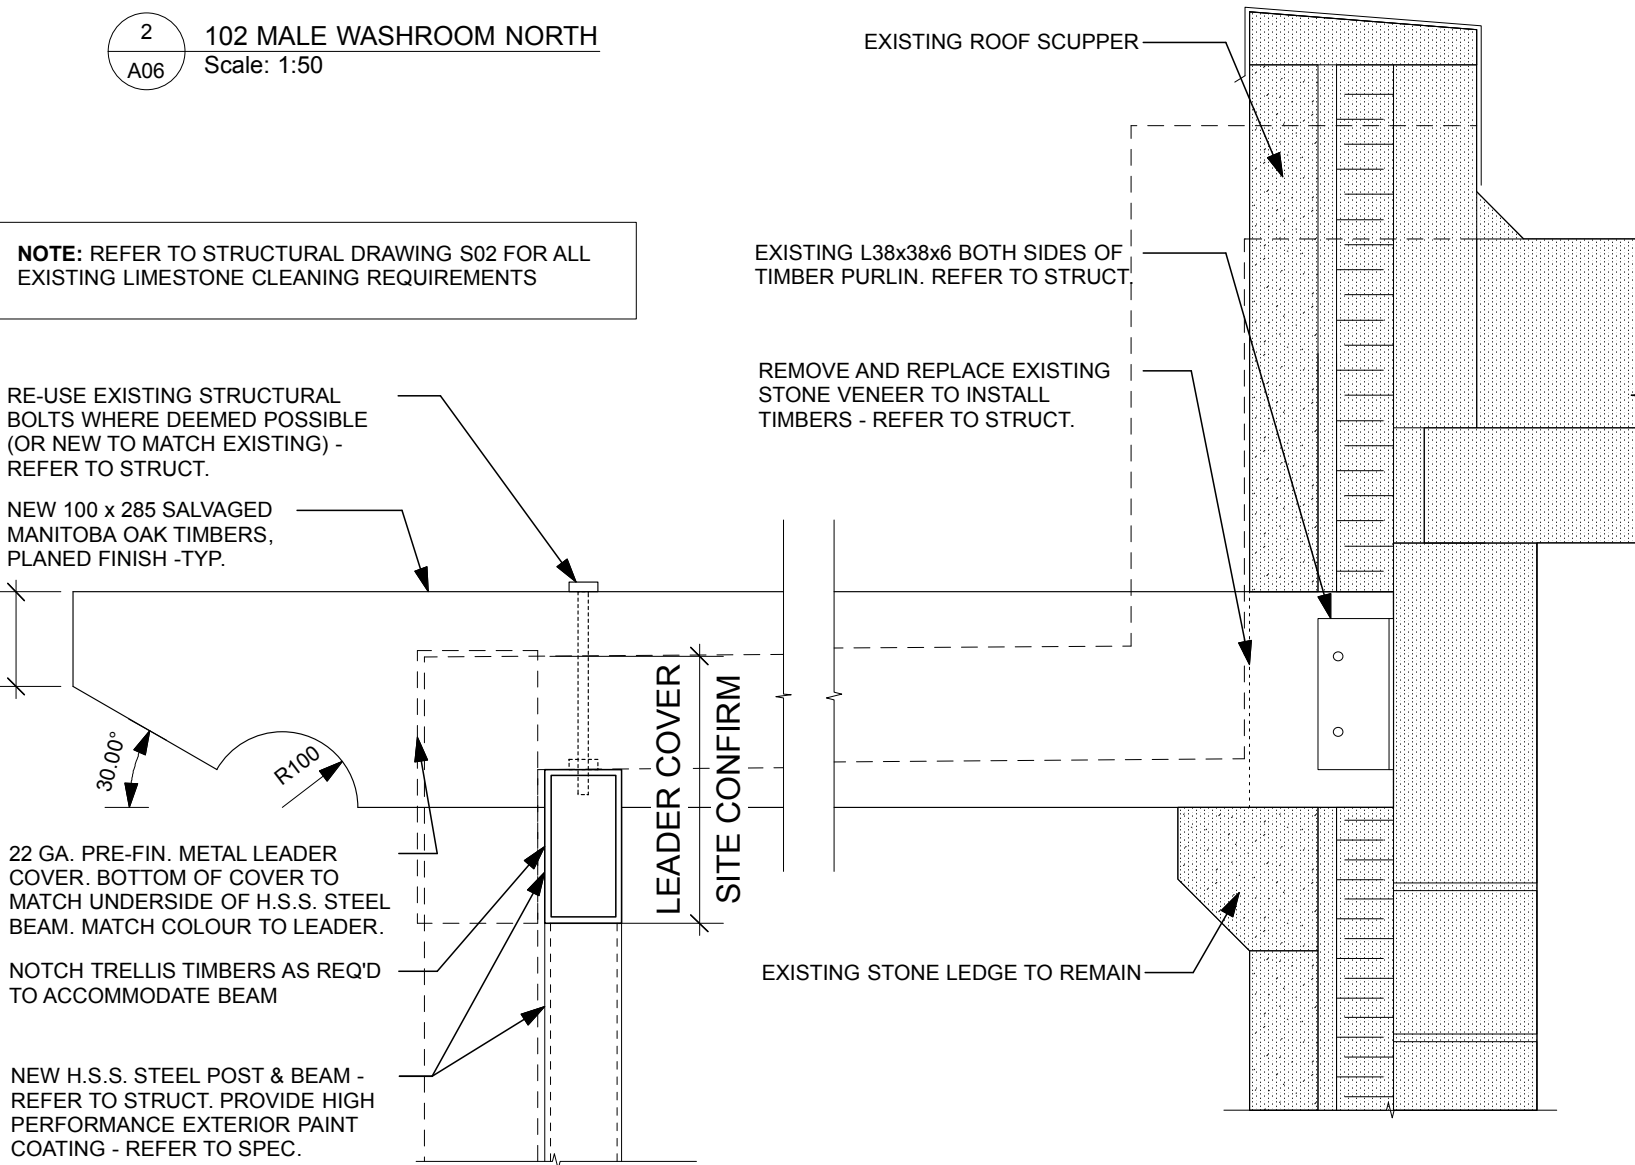 2
A06
102 MALE WASHROOM NORTH
Scale: 1:50
NOTE: REFER TO STRUCTURAL DRAWING S02 FOR ALL
EXISTING LIMESTONE CLEANING REQUIREMENTS
EXISTING ROOF SCUPPER
EXISTING L38x38x6 BOTH SIDES OF
TIMBER PURLIN. REFER TO STRUCT.
REMOVE AND REPLACE EXISTING
STONE VENEER TO INSTALL
TIMBERS - REFER TO STRUCT.
RE-USE EXISTING STRUCTURAL
BOLTS WHERE DEEMED POSSIBLE
(OR NEW TO MATCH EXISTING) -
REFER TO STRUCT.
NEW 100 x 285 SALVAGED
MANITOBA OAK TIMBERS,
PLANED FINISH -TYP.
30.00°
R100
LEADER COVER
SITE CONFIRM
22 GA. PRE-FIN. METAL LEADER
COVER. BOTTOM OF COVER TO
MATCH UNDERSIDE OF H.S.S. STEEL
BEAM. MATCH COLOUR TO LEADER.
NOTCH TRELLIS TIMBERS AS REQ'D
TO ACCOMMODATE BEAM
EXISTING STONE LEDGE TO REMAIN
NEW H.S.S. STEEL POST & BEAM -
REFER TO STRUCT. PROVIDE HIGH
PERFORMANCE EXTERIOR PAINT
COATING - REFER TO SPEC.